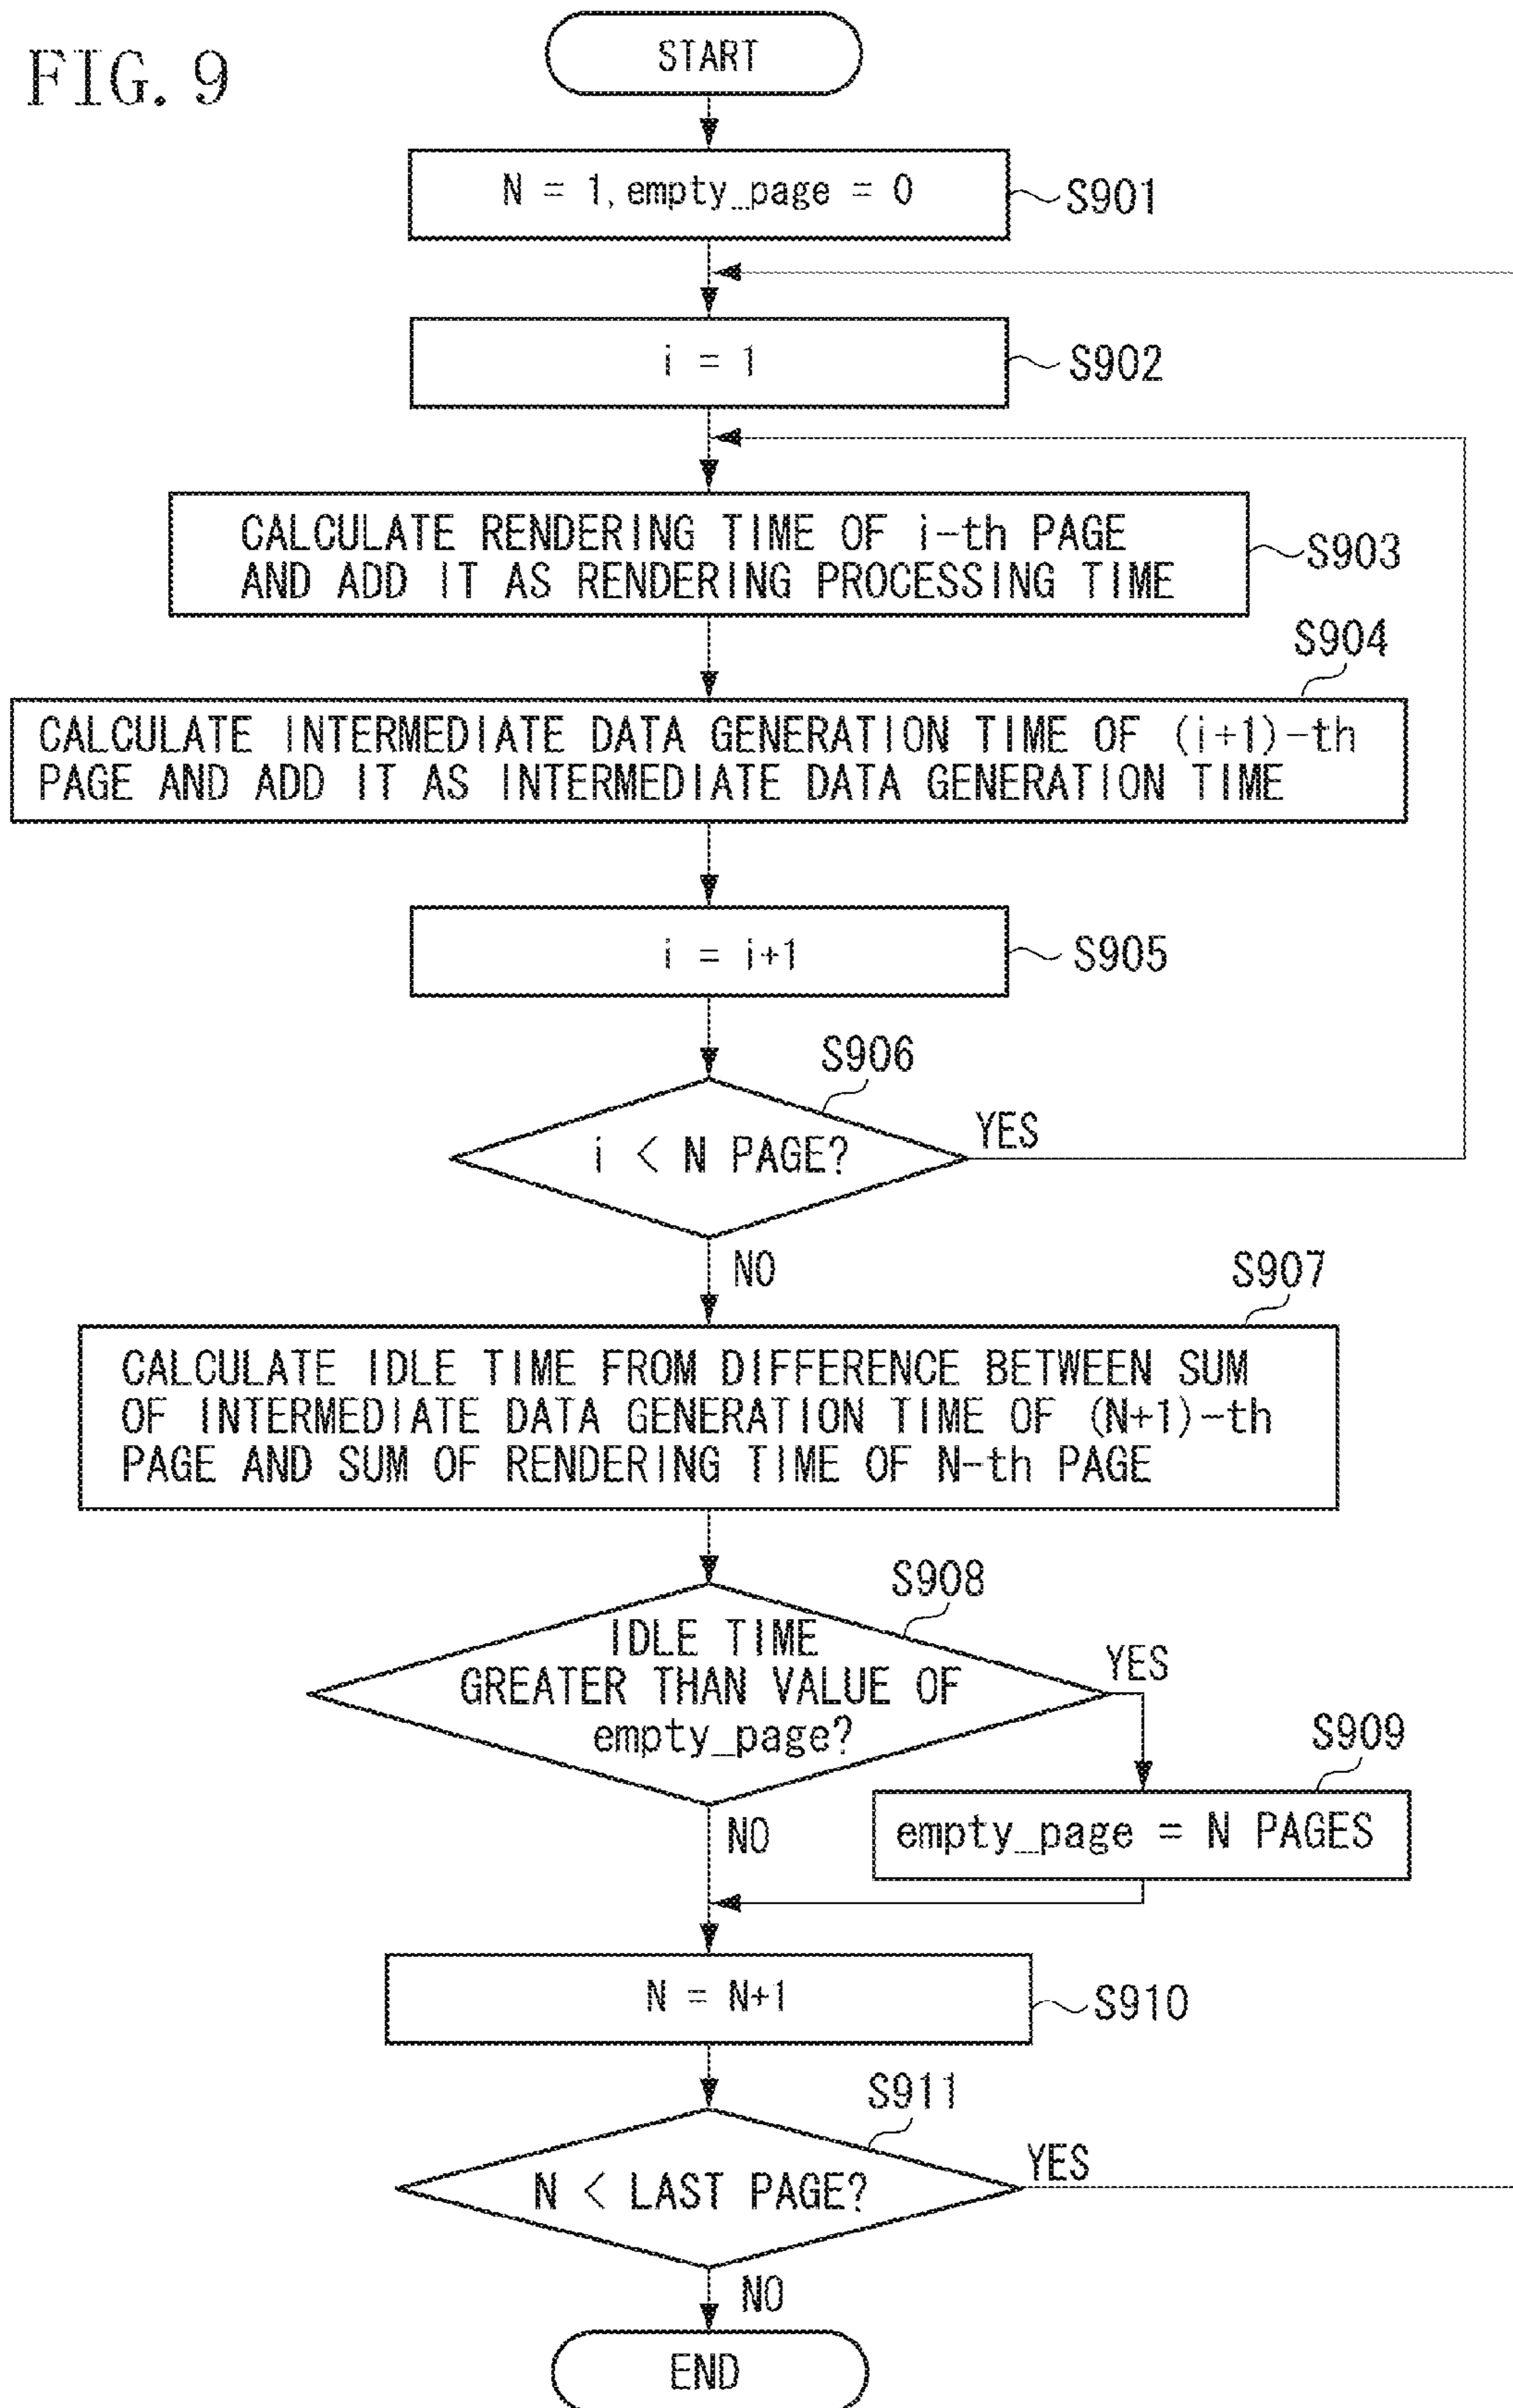 FIG. 9
START
N = 1, empty_page = 0
S901
i = 1
S902
CALCULATE RENDERING TIME OF i-th PAGE
AND ADD IT AS RENDERING PROCESSING TIME
S903
S904
CALCULATE INTERMEDIATE DATA GENERATION TIME OF (i+1)-th
PAGE AND ADD IT AS INTERMEDIATE DATA GENERATION TIME
i = i+1
S905
S906
i < N PAGE?
YES
NO
S907
CALCULATE IDLE TIME FROM DIFFERENCE BETWEEN SUM
OF INTERMEDIATE DATA GENERATION TIME OF (N+1)-th
PAGE AND SUM OF RENDERING TIME OF N-th PAGE
S908
IDLE TIME
GREATER THAN VALUE OF
empty_page?
YES
S909
NO
empty_page = N PAGES
N = N+1
S910
S911
N < LAST PAGE?
YES
NO
END